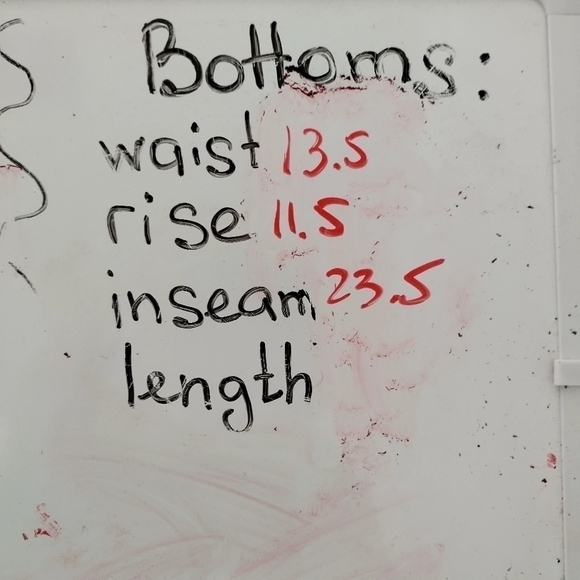 Bottoms:
waist 13.5
rise 11.5
inseam 23.5
length